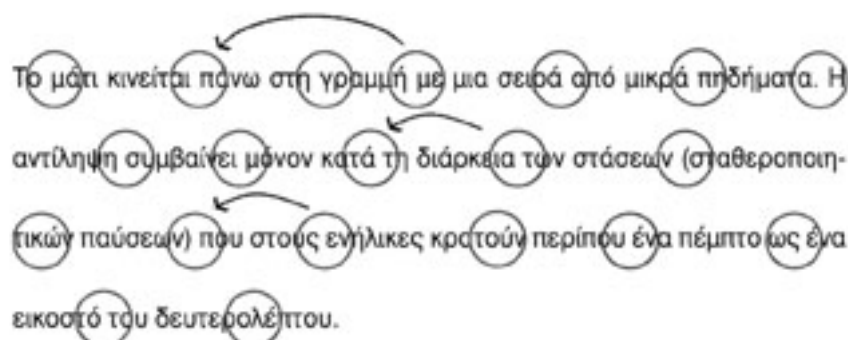 Το μάτι κινείται πάνω στη γραμμή με μια σειρά από μικρά πηδήματα. Η
αντίληψη συμβαίνει μόνον κατά τη διάρκεια των στάσεων (σταθεροποιη-
τικών παύσεων) που στους ενήλικες κρατούν περίπου ένα πέμπτο ως ένα
εικοστό του δευτερολέπτου.